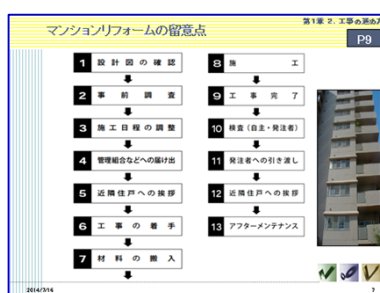 第1章 2. 工事の進め方
マンションリフォームの留意点
P9
1 設計図の確認
2 事前調査
3 施工日程の調整
4 管理組合などへの届け出
5 近隣住戸への挨拶
6 工事の着手
7 材料の搬入
8 施工
9 工事完了
10 検査(自主・発注者)
11 発注者への引き渡し
12 近隣住戸への挨拶
13 アフターメンテナンス
2014/7/16
7